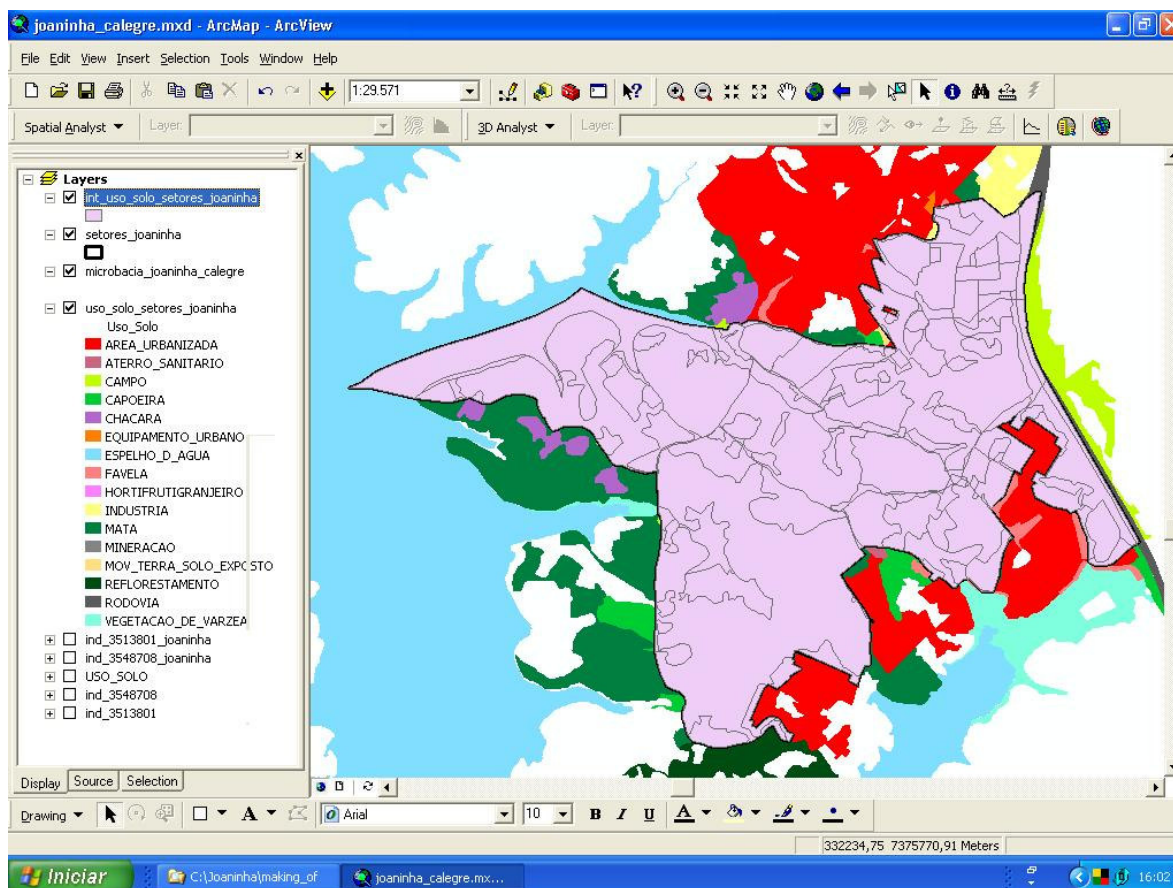 joaninha_calegre.mxd - ArcMap - ArcView
File Edit View Insert Selection Tools Window Help
1:29.571
Spatial Analyst Layer: 3D Analyst Layer:
Layers
int_uso_solo_setores_joaninha
setores_joaninha
microbacia_joaninha_calegre
uso_solo_setores_joaninha
Uso_Solo
AREA_URBANIZADA
ATERRO_SANITARIO
CAMPO
CAPOEIRA
CHACARA
EQUIPAMENTO_URBANO
ESPELHO_D_AGUA
FAVELA
HORTIFRUTIGRANJEIRO
INDUSTRIA
MATA
MINERACAO
MOV_TERRA_SOLO_EXPOSTO
REFLORESTAMENTO
RODOVIA
VEGETACAO_DE_VARZEA
ind_3513801_joaninha
ind_3548708_joaninha
USO_SOLO
ind_3548708
ind_3513801
Display Source Selection
Drawing A Arial 10 B I U A
332234,75 7375770,91 Meters
Iniciar C:\Joaninha\making_of joaninha_calegre.mx... 16:02